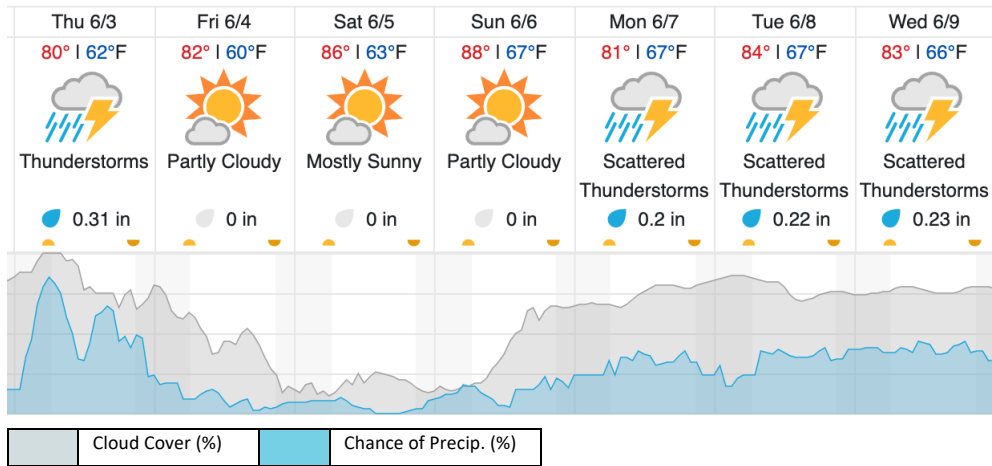 Thu 6/3 Fri 6/4 Sat 6/5 Sun 6/6 Mon 6/7 Tue 6/8 Wed 6/9
80° | 62°F 82° | 60°F 86° | 63°F 88° | 67°F 81° | 67°F 84° | 67°F 83° | 66°F
Thunderstorms Partly Cloudy Mostly Sunny Partly Cloudy Scattered Scattered Scattered
Thunderstorms Thunderstorms Thunderstorms
0.31 in 0 in 0 in 0 in 0.2 in 0.22 in 0.23 in
Cloud Cover (%) Chance of Precip. (%)